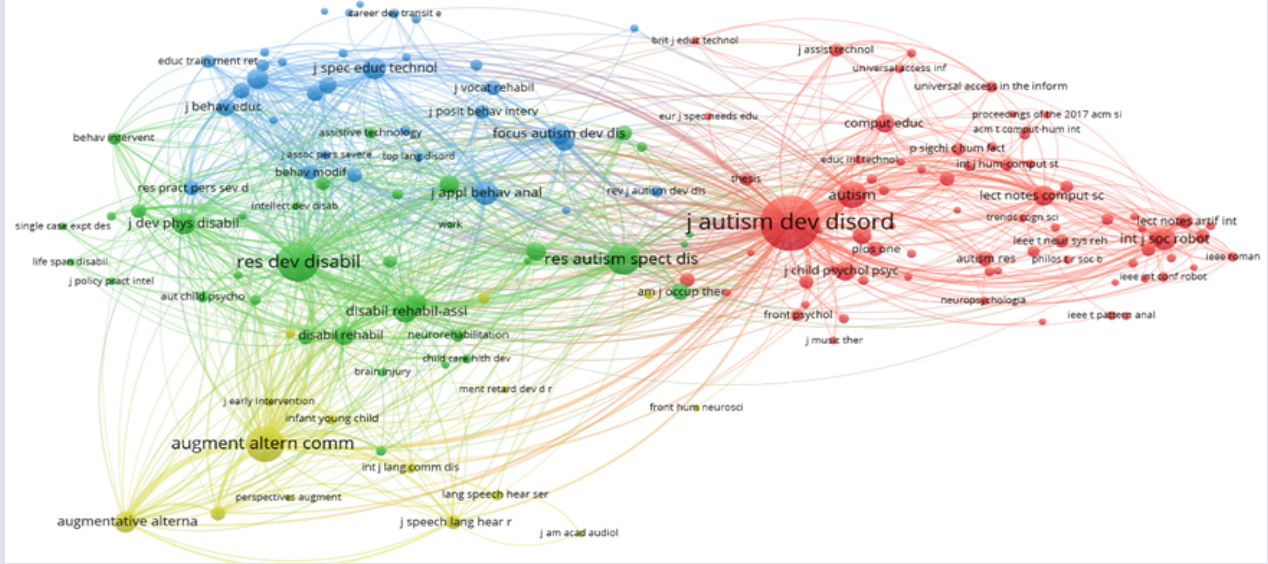 career dev transit e
brit j educ technol
j assist technol
educ train ment ret
j spec educ technol
universal access inf
universal access in the inform
j vocat rehabil
j behav educ
j posit behav interv
eur j spec needs edu
proceedings of the 2017 acm si
comput educ
acm t comput-hum int
behav intervent
assistive technology
focus autism dev dis
p sigchi c hum fact
j assoc pers severe
top lang disord
educ inf technol
int j hum-comput st
behav modif
thesis
res pract pers sev d
j appl behav anal
rev j autism dev dis
autism
lect notes comput sc
intellect dev disab
j dev phys disabil
single case expt des
work
j autism dev disord
trends cogn sci
lect notes artif int
ieee t neur sys reh
int j soc robot
life span disabil
res dev disabil
res autism spect dis
plos one
autism res
philos t r soc b
ieee roman
j policy pract intel
j child psychol psyc
ieee int conf robot
aut child psycho
am j occup ther
neuropsychologia
disabil rehabil-assi
front psychol
ieee t pattern anal
disabil rehabil
neurorehabilitation
j music ther
child care hlth dev
brain injury
ment retard dev d r
j early intervention
front hum neurosci
infant young child
augment altern comm
int j lang comm dis
perspectives augment
lang speech hear ser
augmentative alterna
j speech lang hear r
j am acad audiol